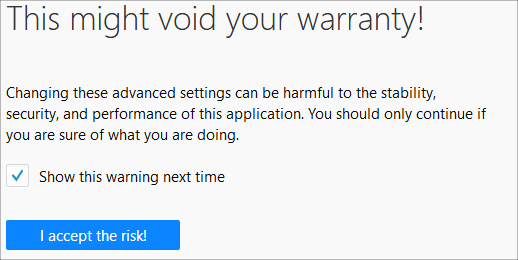 This might void your warranty!
Changing these advanced settings can be harmful to the stability,
security, and performance of this application. You should only continue if
you are sure of what you are doing.
Show this warning next time
I accept the risk!